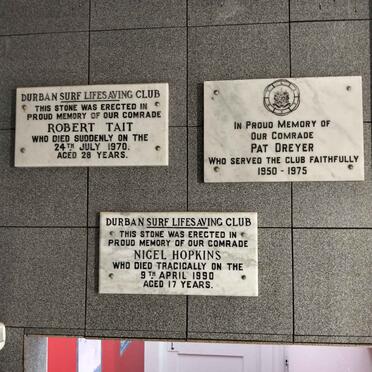 DURBAN SURF LIFESAVING CLUB
THIS STONE WAS ERECTED IN
PROUD MEMORY OF OUR COMRADE
ROBERT TAIT
WHO DIED SUDDENLY ON THE
24TH JULY 1970.
AGED 28 YEARS.
IN PROUD MEMORY OF
OUR COMRADE
PAT DREYER
WHO SERVED THE CLUB FAITHFULLY
1950 - 1975
DURBAN SURF LIFESAVING CLUB
THIS STONE WAS ERECTED IN
PROUD MEMORY OF OUR COMRADE
NIGEL HOPKINS
WHO DIED TRAGICALLY ON THE
9TH APRIL 1990
AGED 17 YEARS.